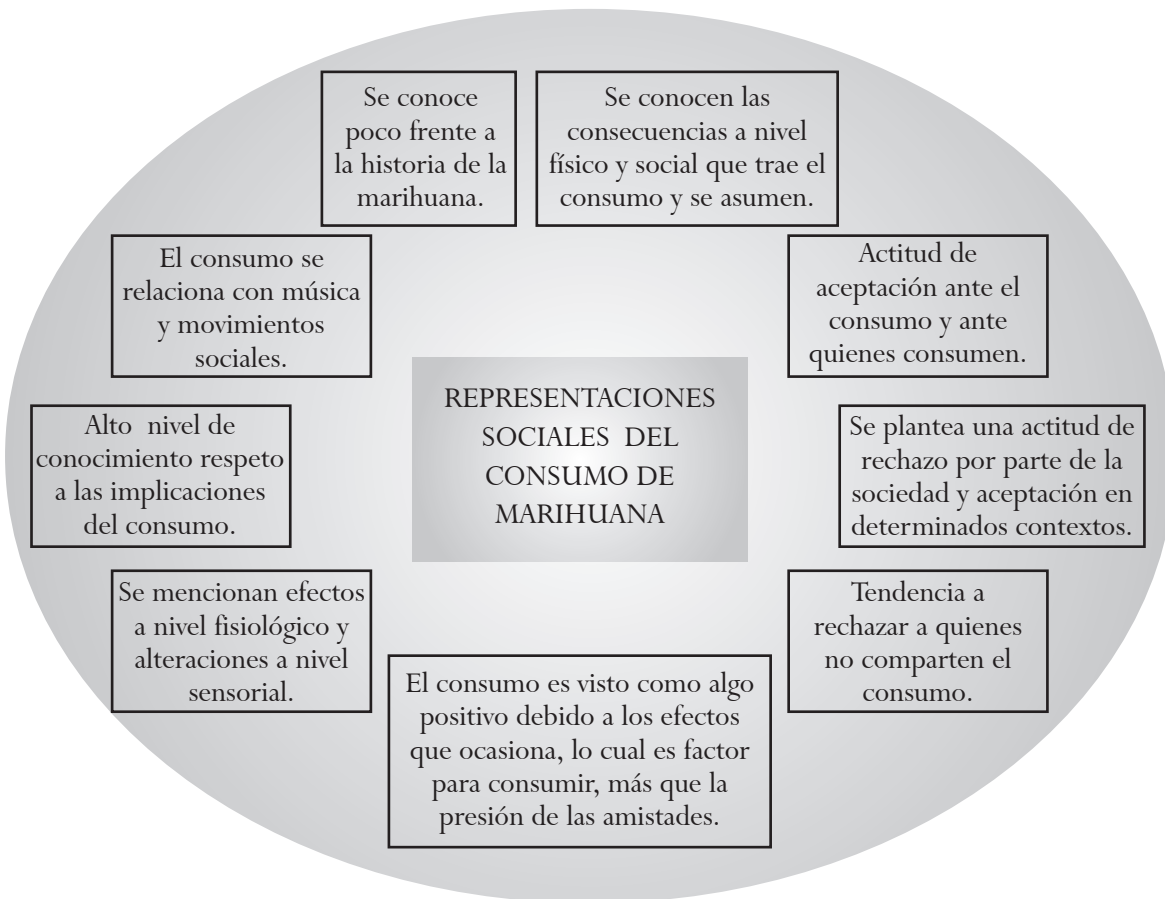 Se conoce
poco frente a
la historia de la
marihuana.
Se conocen las
consecuencias a nivel
físico y social que trae el
consumo y se asumen.
El consumo se
relaciona con música
y movimientos
sociales.
Actitud de
aceptación ante el
consumo y ante
quienes consumen.
REPRESENTACIONES
SOCIALES DEL
CONSUMO DE
MARIHUANA
Alto nivel de
conocimiento respeto
a las implicaciones
del consumo.
Se plantea una actitud de
rechazo por parte de la
sociedad y aceptación en
determinados contextos.
Se mencionan efectos
a nivel fisiológico y
alteraciones a nivel
sensorial.
Tendencia a
rechazar a quienes
no comparten el
consumo.
El consumo es visto como algo
positivo debido a los efectos
que ocasiona, lo cual es factor
para consumir, más que la
presión de las amistades.